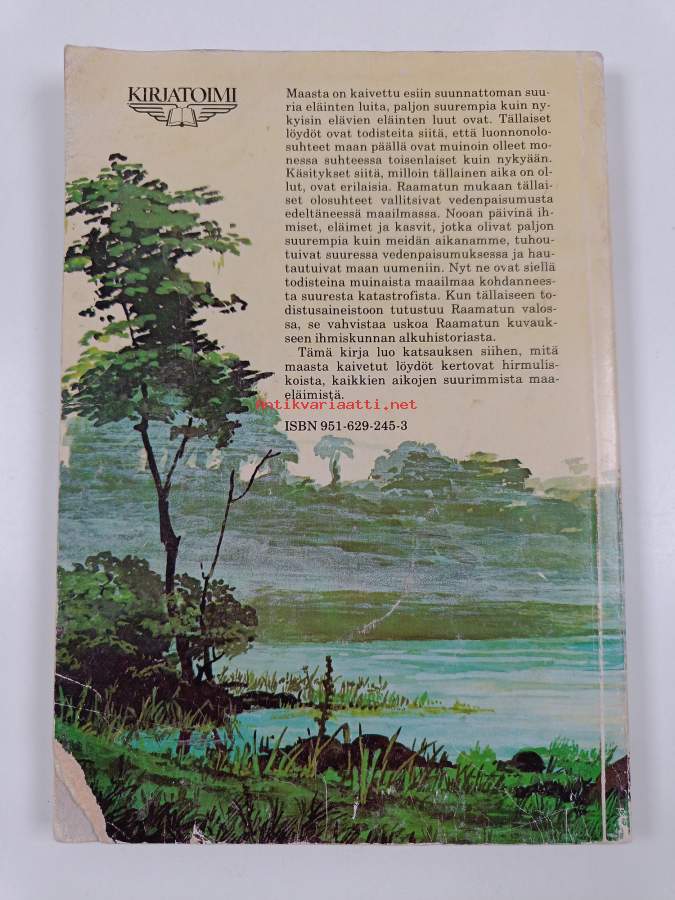 KIRJATOIMI
Maasta on kaivettu esiin suunnattoman suu-
ria eläinten luita, paljon suurempia kuin ny-
kyisin elävien eläinten luut ovat. Tällaiset
löydöt ovat todisteita siitä, että luonnonolo-
suhteet maan päällä ovat muinoin olleet mo-
nessa suhteessa toisenlaiset kuin nykyään.
Käsitykset siitä, milloin tällainen aika on ol-
lut, ovat erilaisia. Raamatun mukaan tällai-
set olosuhteet vallitsivat vedenpaisumusta
edeltäneessä maailmassa. Nooan päivinä ih-
miset, eläimet ja kasvit, jotka olivat paljon
suurempia kuin meidän aikanamme, tuhou-
tuivat suuressa vedenpaisumuksessa ja hau-
tautuivat maan uumeniin. Nyt ne ovat siellä
todisteina muinaista maailmaa kohdannees-
ta suuresta katastrofista. Kun tällaiseen to-
distusaineistoon tutustuu Raamatun valos-
sa, se vahvistaa uskoa Raamatun kuvauk-
seen ihmiskunnan alkuhistoriasta.
Tämä kirja luo katsauksen siihen, mitä
maasta kaivetut löydöt kertovat hirmulis-
koista, kaikkien aikojen suurimmista maa-
eläimistä.
Antikvariaatti.net
ISBN 951-629-245-3